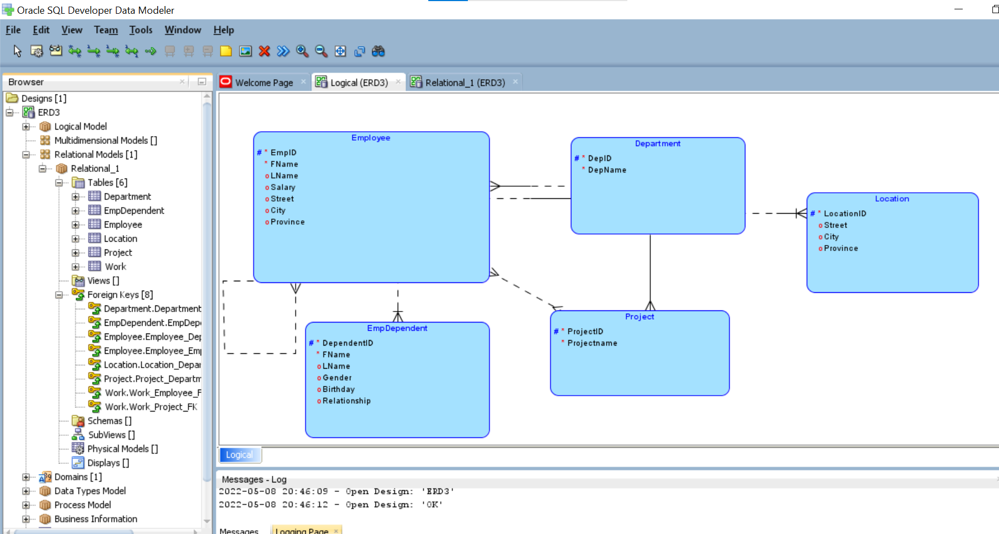 Oracle SQL Developer Data Modeler
File Edit View Team Tools Window Help
Browser
Designs [1]
ERD3
Logical Model
Multidimensional Models []
Relational Models [1]
Relational_1
Tables [6]
Department
EmpDependent
Employee
Location
Project
Work
Views []
Foreign Keys [8]
Department.Department
EmpDependent.EmpDep
Employee.Employee_Dep
Employee.Employee_Emp
Location.Location_Depar
Project.Project_Departm
Work.Work_Employee_F
Work.Work_Project_FK
Schemas []
SubViews []
Physical Models []
Displays []
Domains [1]
Data Types Model
Process Model
Business Information
Welcome Page
Logical (ERD3)
Relational_1 (ERD3)
Employee
# * EmpID
* FName
o LName
o Salary
o Street
o City
o Province
Department
# * DepID
* DepName
Location
# * LocationID
o Street
o City
o Province
EmpDependent
# * DependentID
* FName
o LName
o Gender
o Birthday
o Relationship
Project
# * ProjectID
* Projectname
Logical
Messages - Log
2022-05-08 20:46:09 - Open Design: 'ERD3'
2022-05-08 20:46:12 - Open Design: 'OK'
Messages
Logging Page